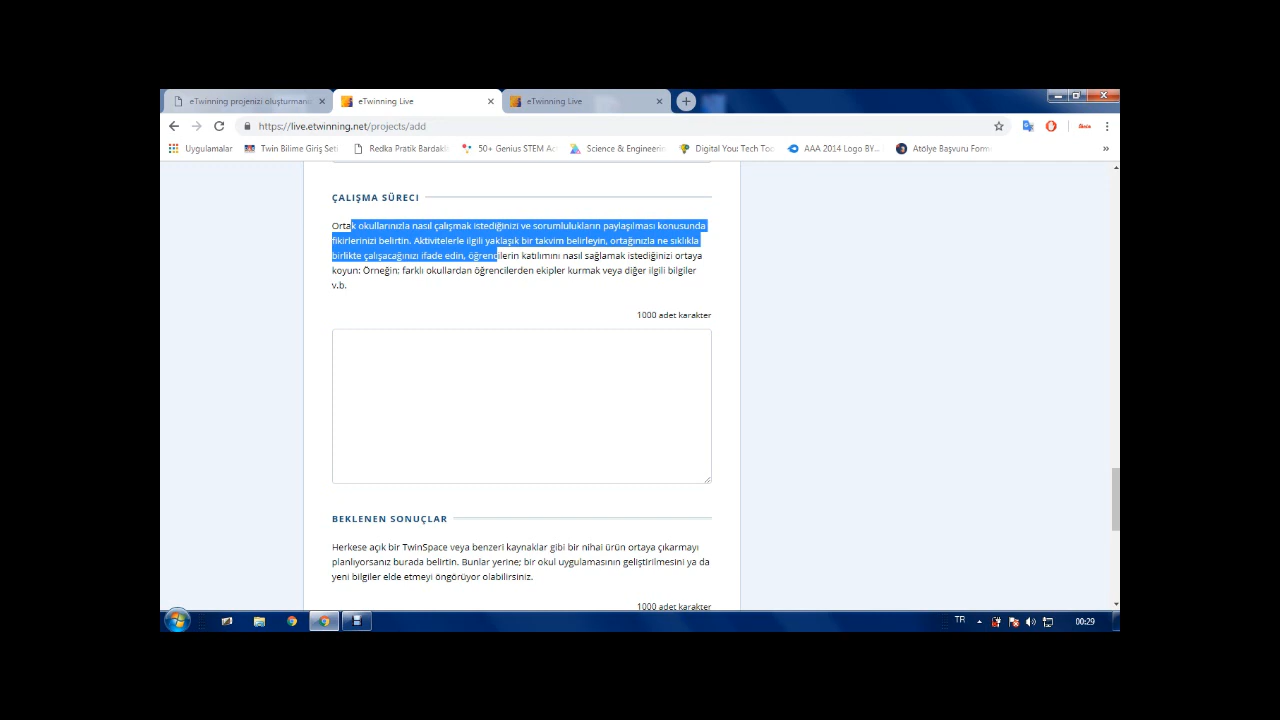 eTwinning projenizi oluşturmanız
eTwinning Live
eTwinning Live
https://live.etwinning.net/projects/add
Uygulamalar
Twin Bilime Giriş Seti
Redka Pratik Bardak
50+ Genius STEM Ac
Science & Engineerin
Digital You: Tech Too
AAA 2014 Logo BY...
Atölye Başvuru Form
»
ÇALIŞMA SÜRECI
Ortak okullarınızla nasıl çalışmak istediğinizi ve sorumlulukların paylaşılması konusunda
fikirlerinizi belirtin. Aktivitelerle ilgili yaklaşık bir takvim belirleyin, ortağınızla ne sıklıkla
birlikte çalışacağınızı ifade edin, öğrencilerin katılımını nasıl sağlamak istediğinizi ortaya
koyun: Örneğin: farklı okullardan öğrencilerden ekipler kurmak veya diğer ilgili bilgiler
v.b.
1000 adet karakter
BEKLENEN SONUÇLAR
Herkese açık bir TwinSpace veya benzeri kaynaklar gibi bir nihai ürün ortaya çıkarmayı
planlıyorsanız burada belirtin. Bunlar yerine; bir okul uygulamasının geliştirilmesini ya da
yeni bilgiler elde etmeyi öngörüyor olabilirsiniz.
1000 adet karakter
TR
00:29